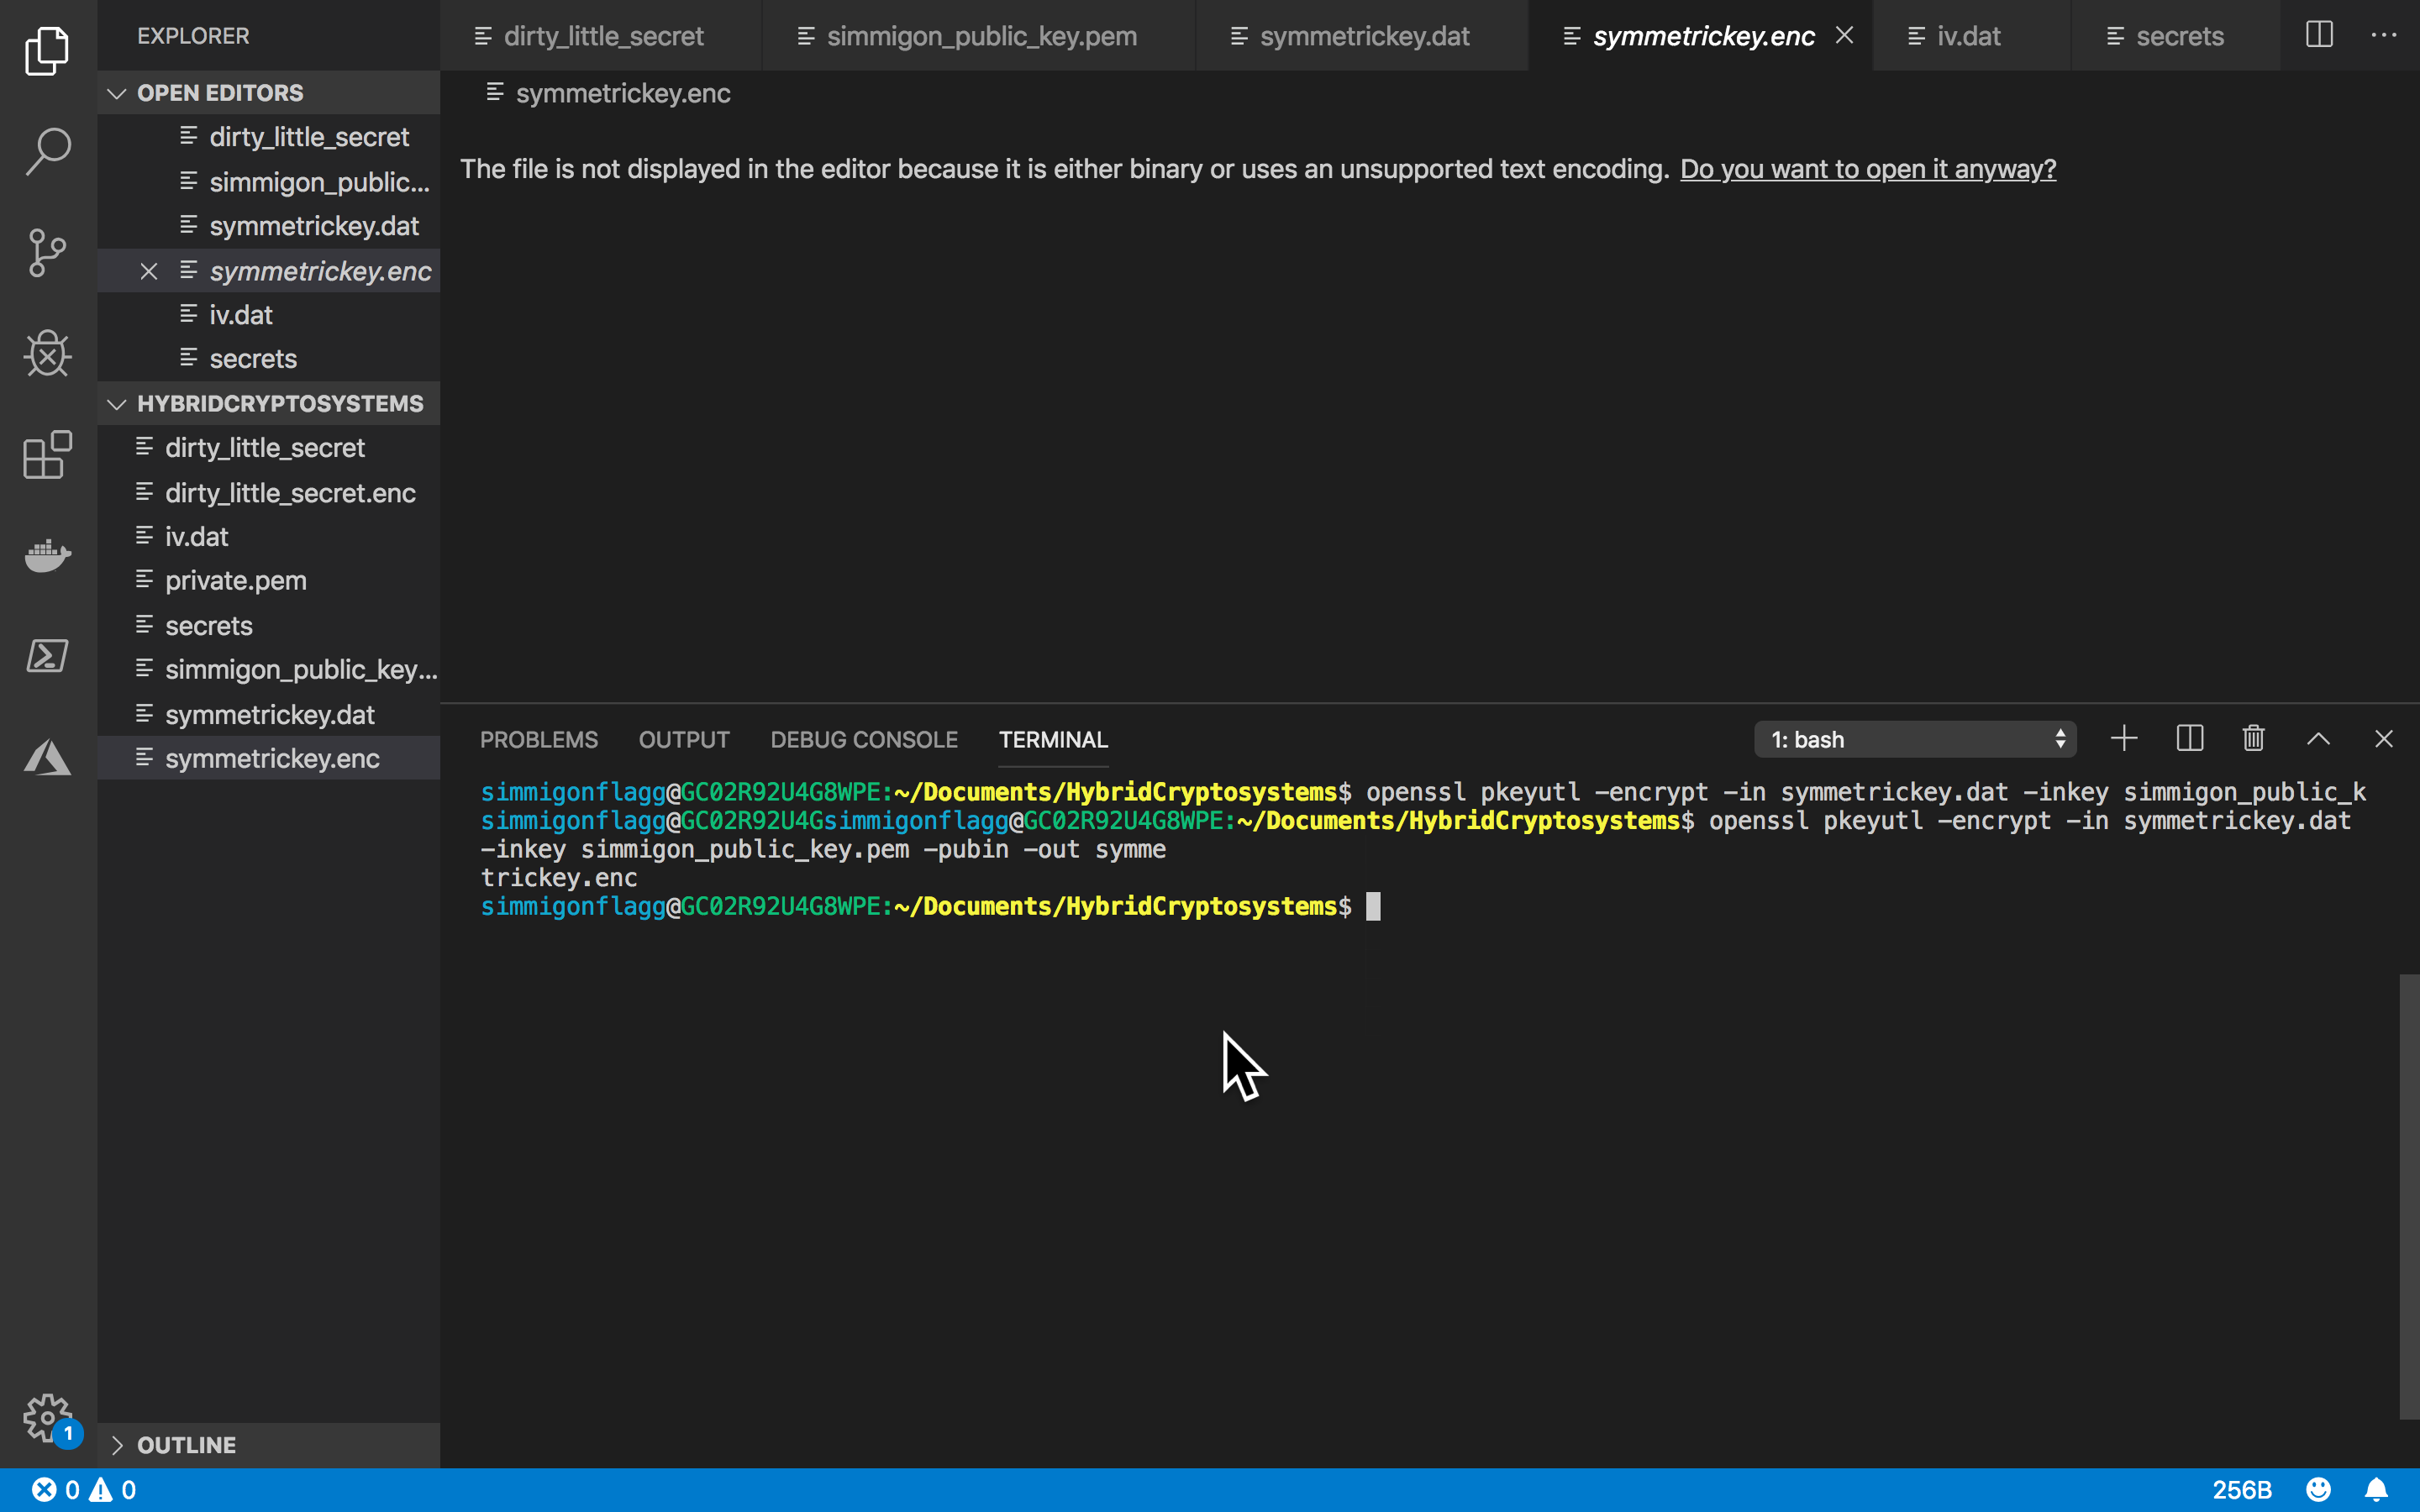 EXPLORER
OPEN EDITORS
dirty_little_secret
simmigon_public...
symmetrickey.dat
symmetrickey.enc
iv.dat
secrets
HYBRIDCRYPTOSYSTEMS
dirty_little_secret
dirty_little_secret.enc
iv.dat
private.pem
secrets
simmigon_public_key...
symmetrickey.dat
symmetrickey.enc
OUTLINE
dirty_little_secret simmigon_public_key.pem symmetrickey.dat symmetrickey.enc iv.dat secrets
symmetrickey.enc
The file is not displayed in the editor because it is either binary or uses an unsupported text encoding. Do you want to open it anyway?
PROBLEMS OUTPUT DEBUG CONSOLE TERMINAL 1: bash
simmigonflagg@GC02R92U4G8WPE:~/Documents/HybridCryptosystems$ openssl pkeyutl -encrypt -in symmetrickey.dat -inkey simmigon_public_k
simmigonflagg@GC02R92U4Gsimmigonflagg@GC02R92U4G8WPE:~/Documents/HybridCryptosystems$ openssl pkeyutl -encrypt -in symmetrickey.dat
-inkey simmigon_public_key.pem -pubin -out symme
trickey.enc
simmigonflagg@GC02R92U4G8WPE:~/Documents/HybridCryptosystems$
1
0 0 256B